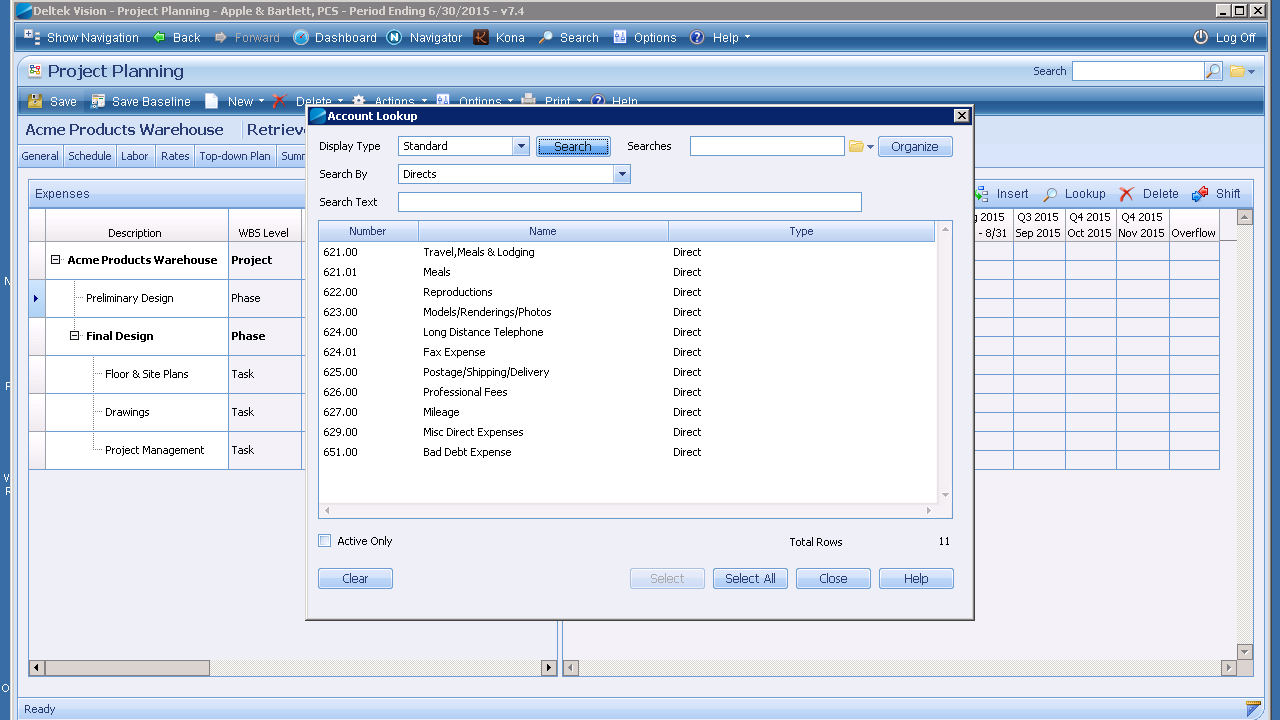 Deltek Vision - Project Planning - Apple & Bartlett, PCS - Period Ending 6/30/2015 - v7.4
Show Navigation Back Forward Dashboard Navigator Kona Search Options Help Log Off
Project Planning Search
Save Save Baseline New Delete Actions Options Print Help
Account Lookup
Acme Products Warehouse Retriev
General Schedule Labor Rates Top-down Plan Sum
Display Type Standard Search Searches Organize
Search By Directs
Search Text
Expenses Insert Lookup Delete Shift
Description WBS Level
Acme Products Warehouse Project
Preliminary Design Phase
Final Design Phase
Floor & Site Plans Task
Drawings Task
Project Management Task
Number Name Type
621.00 Travel,Meals & Lodging Direct
621.01 Meals Direct
622.00 Reproductions Direct
623.00 Models/Renderings/Photos Direct
624.00 Long Distance Telephone Direct
624.01 Fax Expense Direct
625.00 Postage/Shipping/Delivery Direct
626.00 Professional Fees Direct
627.00 Mileage Direct
629.00 Misc Direct Expenses Direct
651.00 Bad Debt Expense Direct
2015 Q3 2015 Q4 2015 Q4 2015
- 8/31 Sep 2015 Oct 2015 Nov 2015 Overflow
Active Only Total Rows 11
Clear Select Select All Close Help
Ready